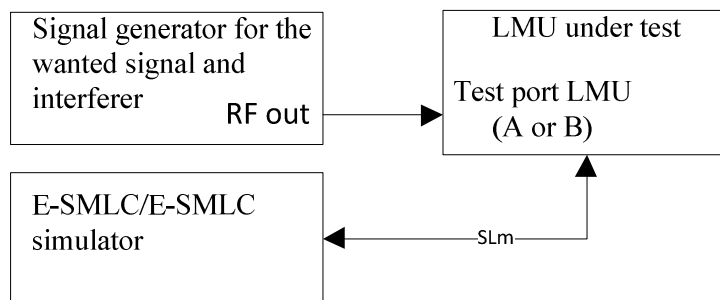 Signal generator for the
wanted signal and
interferer
RF out
LMU under test
Test port LMU
(A or B)
E-SMLC/E-SMLC
simulator
SLm